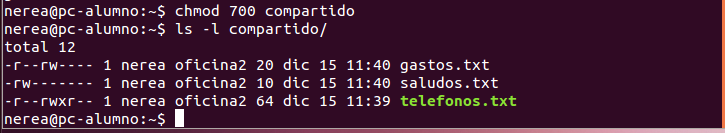 nerea@pc-alumno:~$ chmod 700 compartido
nerea@pc-alumno:~$ ls -l compartido/
total 12
-r--rw---- 1 nerea oficina2 20 dic 15 11:40 gastos.txt
-rw------- 1 nerea oficina2 10 dic 15 11:40 saludos.txt
-r--rwxr-- 1 nerea oficina2 64 dic 15 11:39 telefonos.txt
nerea@pc-alumno:~$